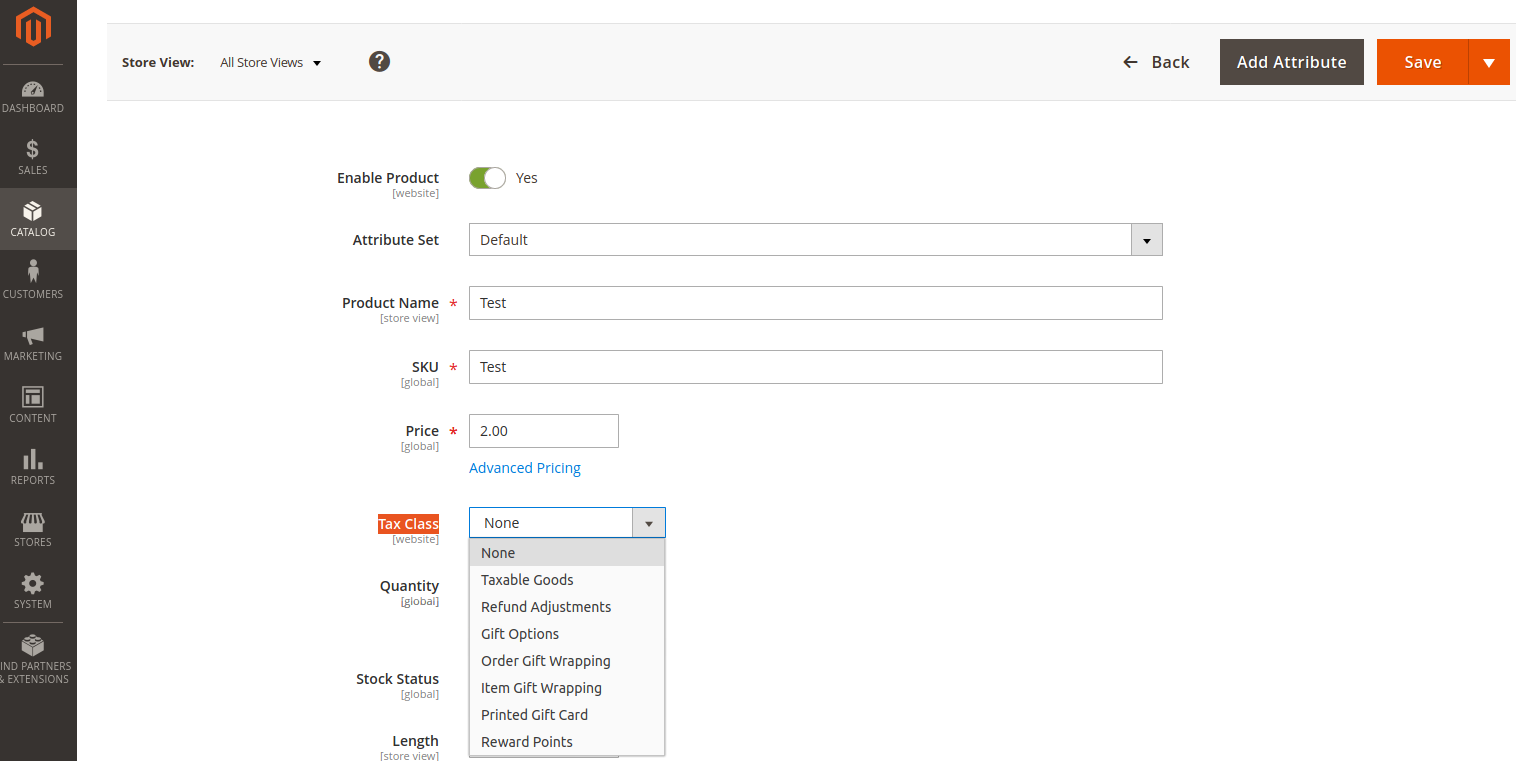 Store View: All Store Views ? Back Add Attribute Save
DASHBOARD
SALES
CATALOG
CUSTOMERS
MARKETING
CONTENT
REPORTS
STORES
SYSTEM
IND PARTNERS
& EXTENSIONS
Enable Product Yes
[website]
Attribute Set Default
Product Name * Test
[store view]
SKU * Test
[global]
Price * 2.00
[global]
Advanced Pricing
Tax Class None
[website]
None
Taxable Goods
Refund Adjustments
Gift Options
Order Gift Wrapping
Item Gift Wrapping
Printed Gift Card
Reward Points
Quantity
[global]
Stock Status
[global]
Length
[store view]